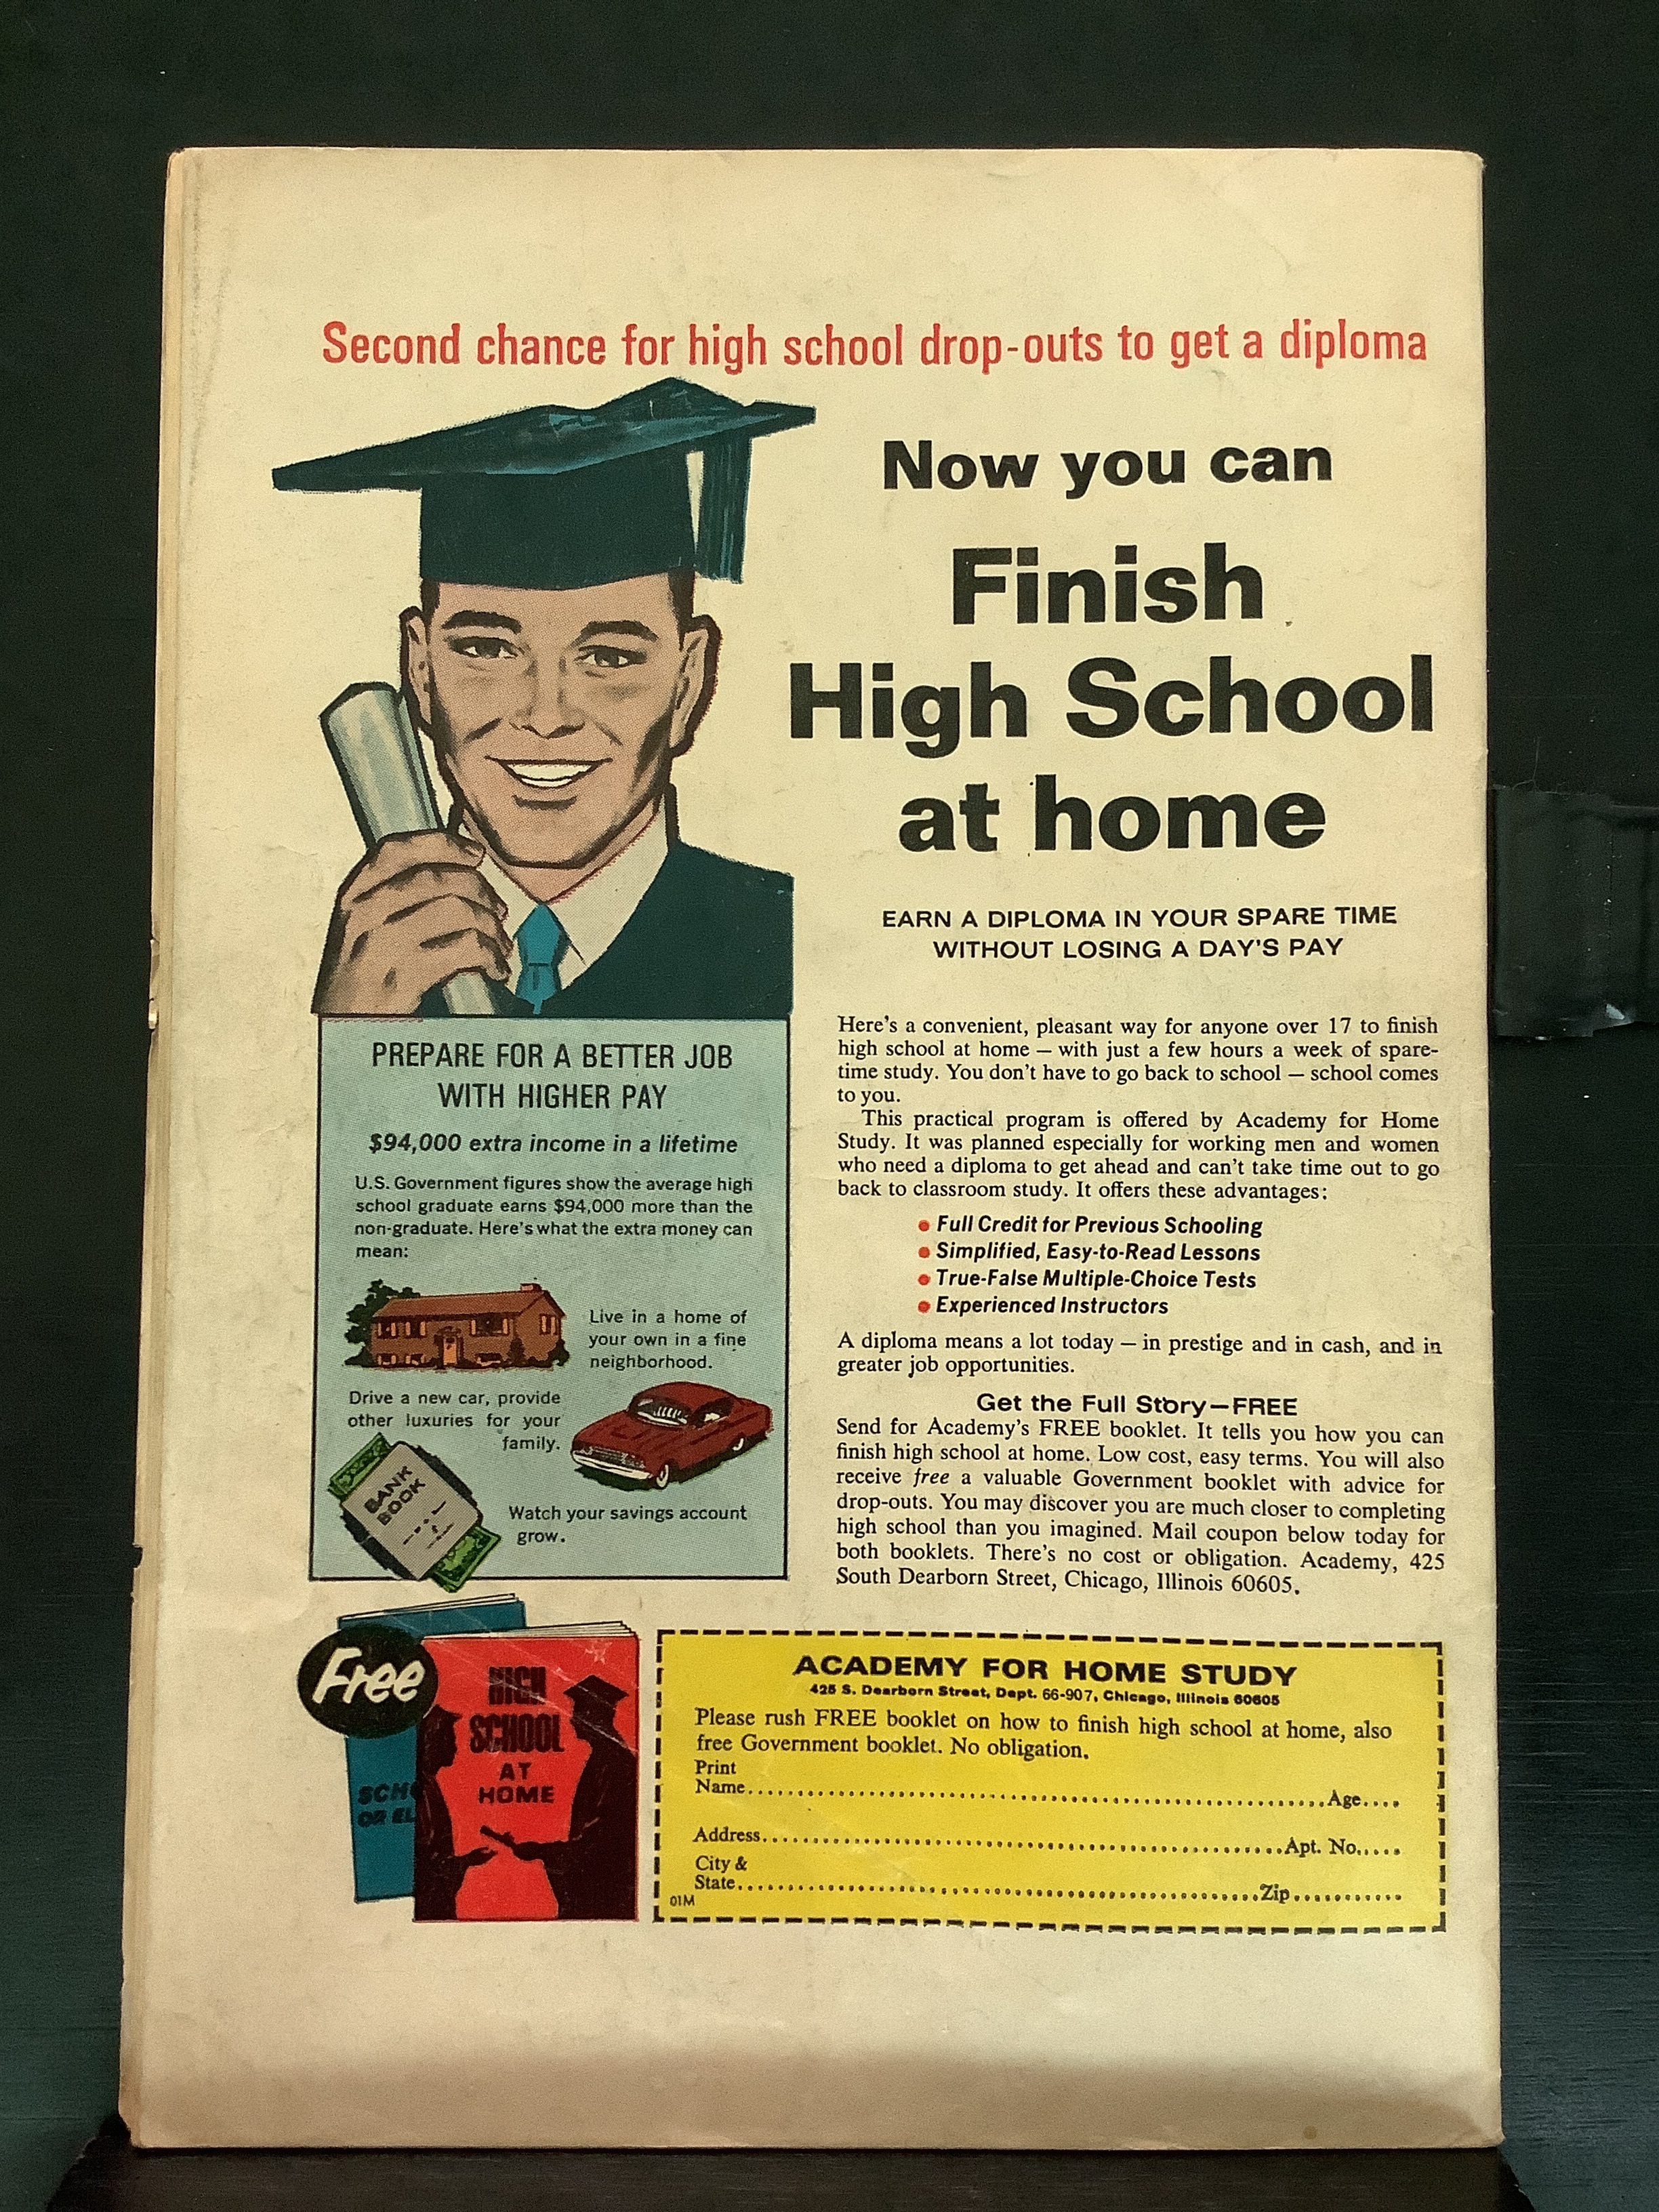 Second chance for high school drop-outs to get a diploma
Now you can
Finish
High School
at home
EARN A DIPLOMA IN YOUR SPARE TIME
WITHOUT LOSING A DAY'S PAY
PREPARE FOR A BETTER JOB
WITH HIGHER PAY
$94,000 extra income in a lifetime
U.S. Government figures show the average high
school graduate earns $94,000 more than the
non-graduate. Here's what the extra money can
mean:
Live in a home of
your own in a fine
neighborhood.
Drive a new car, provide
other luxuries for your
family.
BANK
BOOK
Watch your savings account
grow.
Here's a convenient, pleasant way for anyone over 17 to finish
high school at home — with just a few hours a week of spare-
time study. You don't have to go back to school — school comes
to you.
This practical program is offered by Academy for Home
Study. It was planned especially for working men and women
who need a diploma to get ahead and can't take time out to go
back to classroom study. It offers these advantages:
• Full Credit for Previous Schooling
• Simplified, Easy-to-Read Lessons
• True-False Multiple-Choice Tests
• Experienced Instructors
A diploma means a lot today — in prestige and in cash, and in
greater job opportunities.
Get the Full Story—FREE
Send for Academy's FREE booklet. It tells you how you can
finish high school at home. Low cost, easy terms. You will also
receive free a valuable Government booklet with advice for
drop-outs. You may discover you are much closer to completing
high school than you imagined. Mail coupon below today for
both booklets. There's no cost or obligation. Academy, 425
South Dearborn Street, Chicago, Illinois 60605.
Free
SCH
OR EL
HIGH
SCHOOL
AT
HOME
ACADEMY FOR HOME STUDY
425 S. Dearborn Street, Dept. 66-907, Chicago, Illinois 60605
Please rush FREE booklet on how to finish high school at home, also
free Government booklet. No obligation.
Print
Name.......... Age....
Address.......... Apt. No.....
City &
State.......... Zip..........
01M